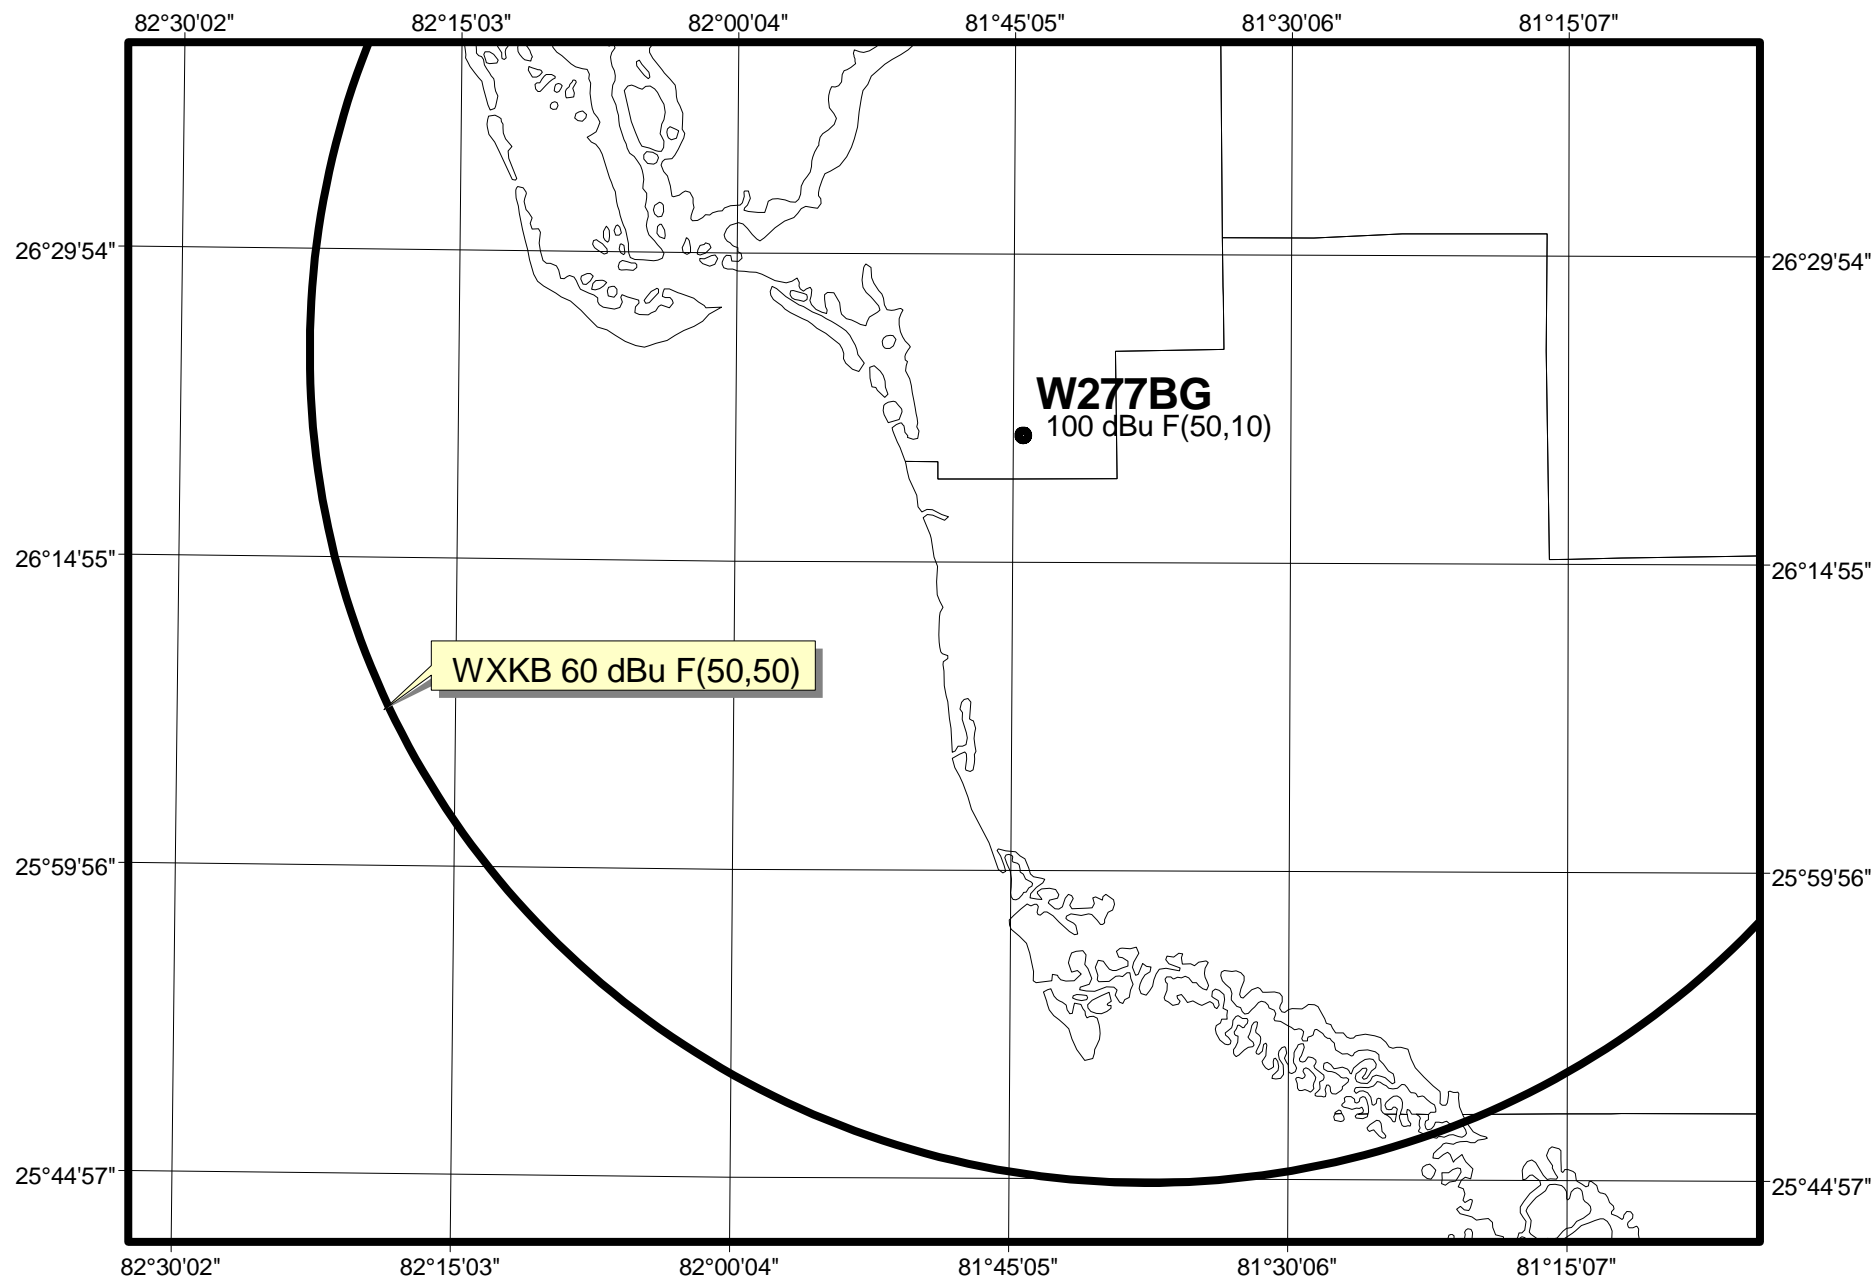 82°30'02" 82°15'03" 82°00'04" 81°45'05" 81°30'06" 81°15'07"
26°29'54" 26°29'54"
W277BG
100 dBu F(50,10)
26°14'55" 26°14'55"
WXKB 60 dBu F(50,50)
25°59'56" 25°59'56"
25°44'57" 25°44'57"
82°30'02" 82°15'03" 82°00'04" 81°45'05" 81°30'06" 81°15'07"